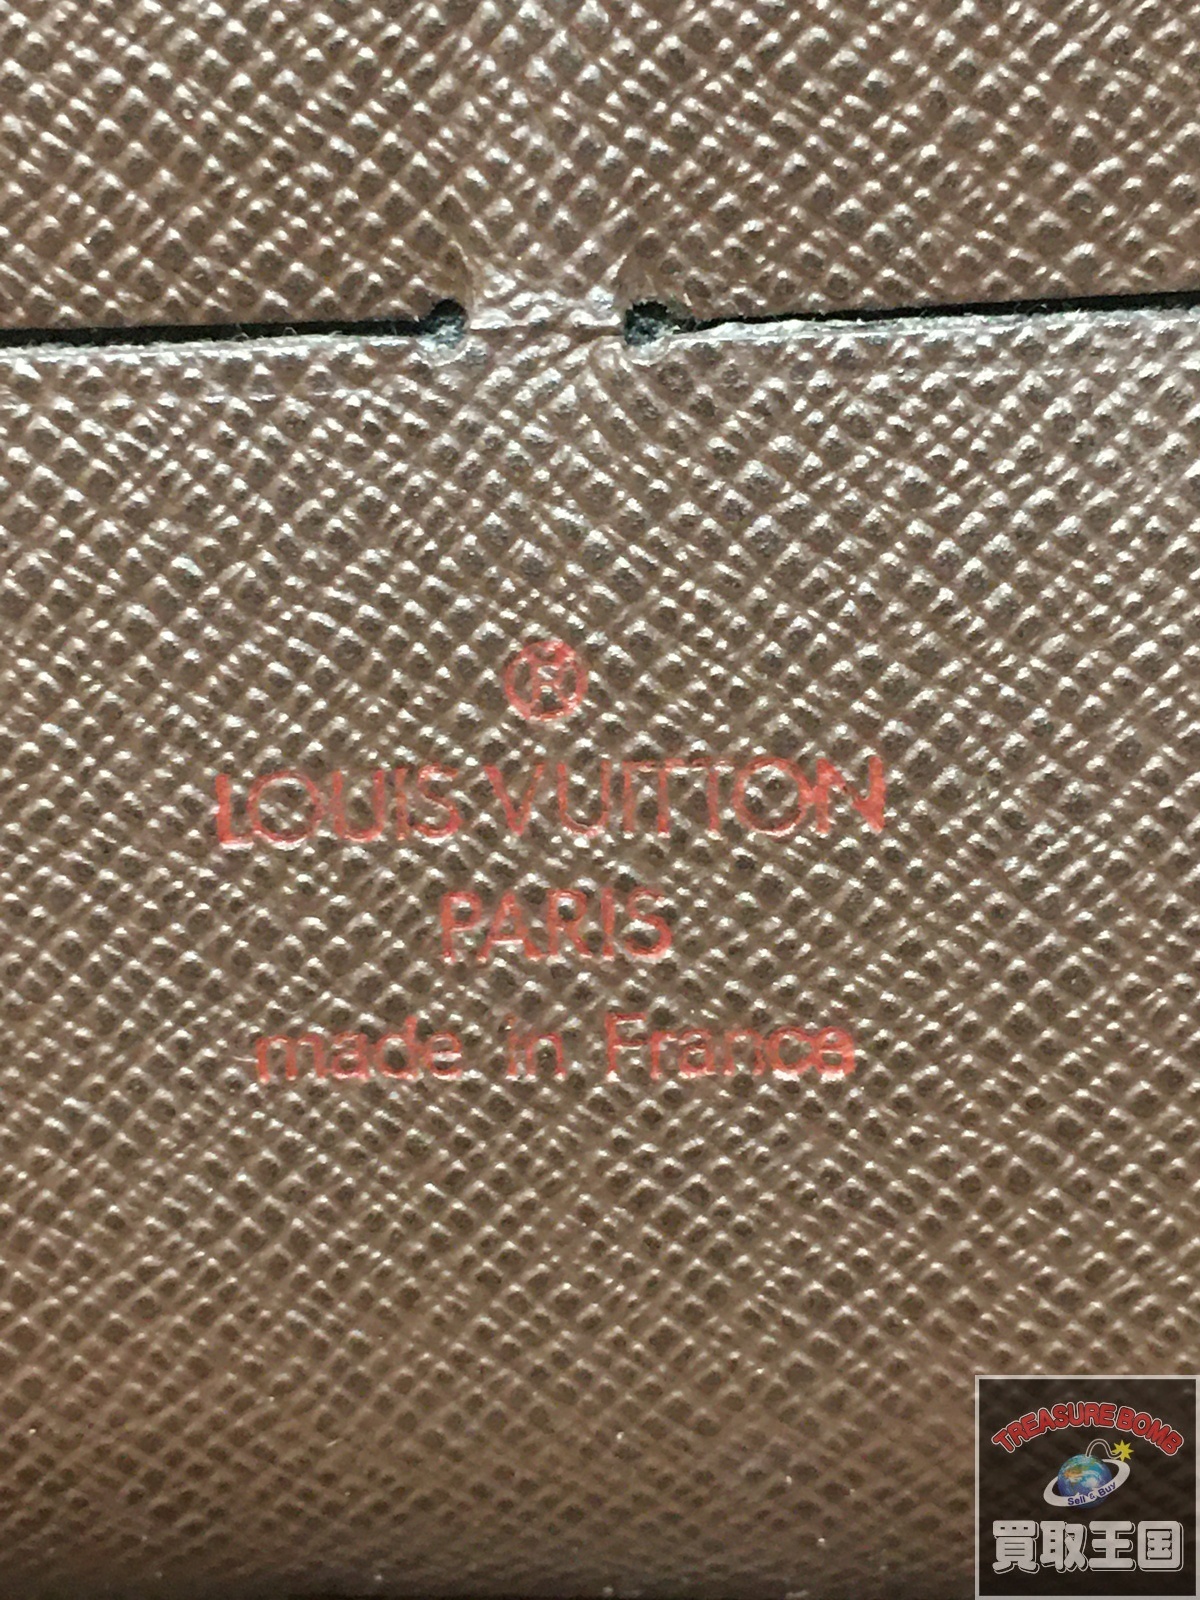 ®
LOUIS VUITTON
PARIS
made in France
TREASURE BOMB
Sell & Buy
買取王国